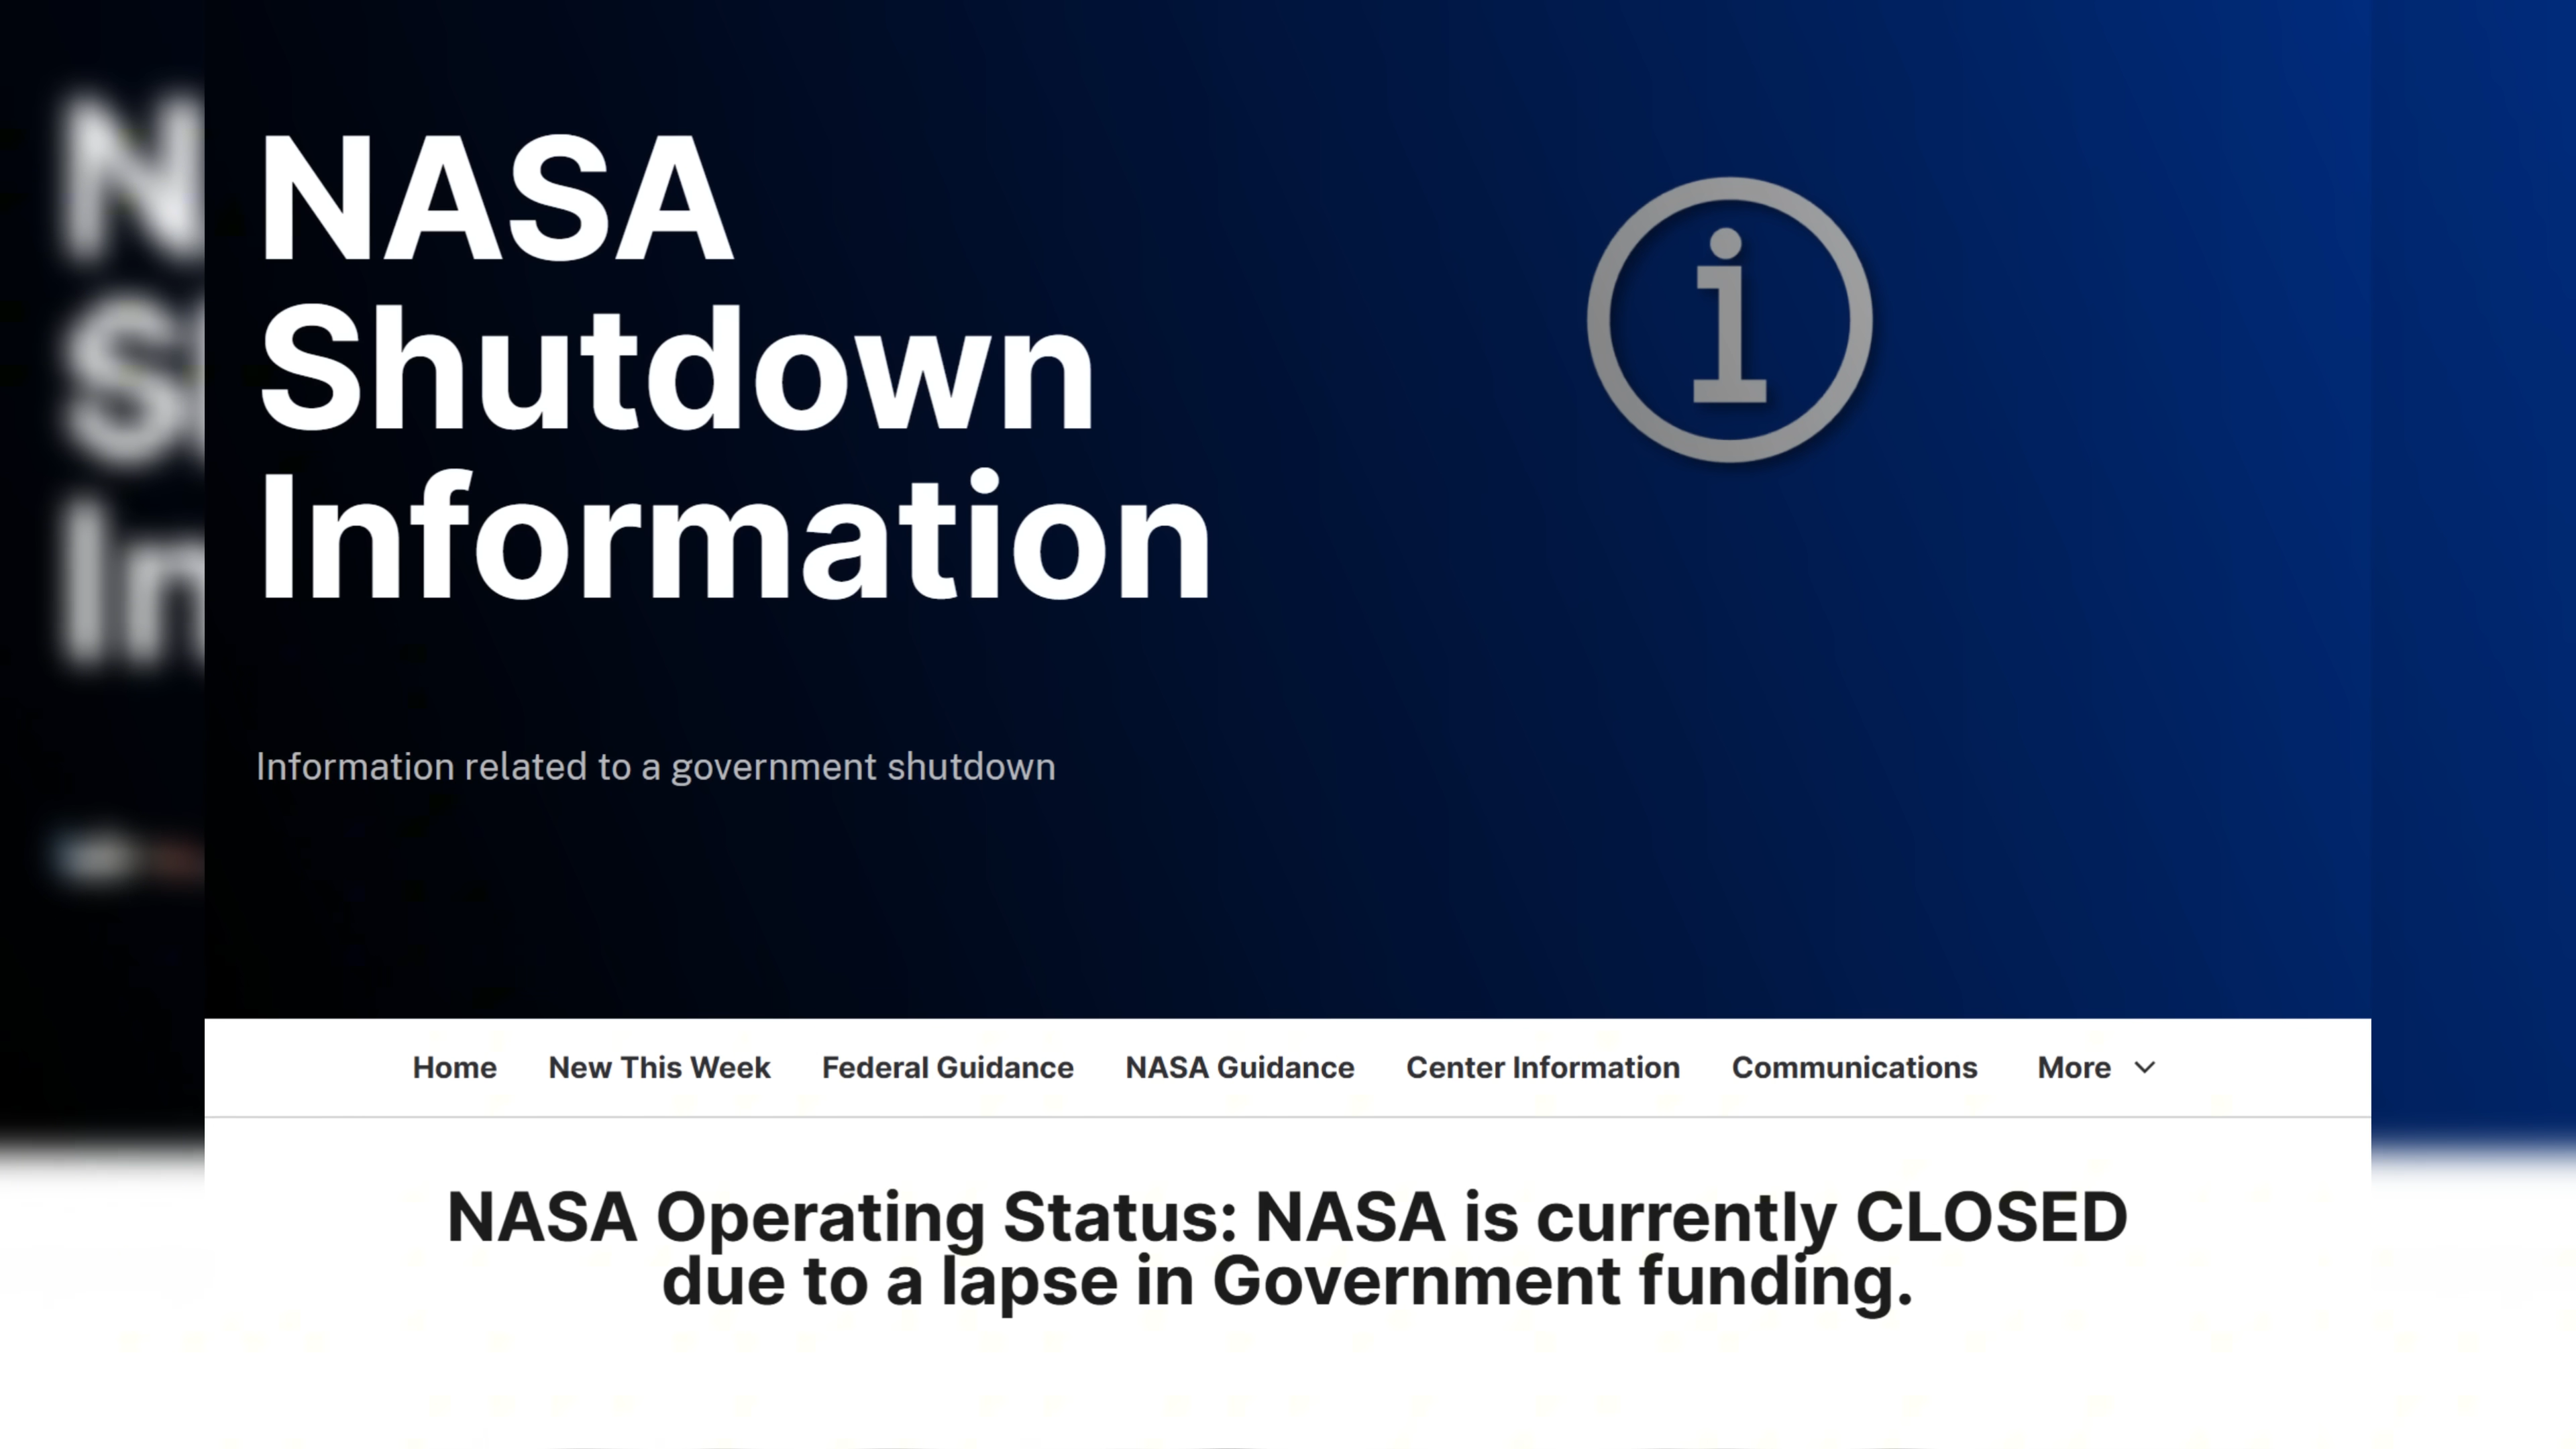 NASA
Shutdown
Information
Information related to a government shutdown
Home New This Week Federal Guidance NASA Guidance Center Information Communications More
NASA Operating Status: NASA is currently CLOSED
due to a lapse in Government funding.